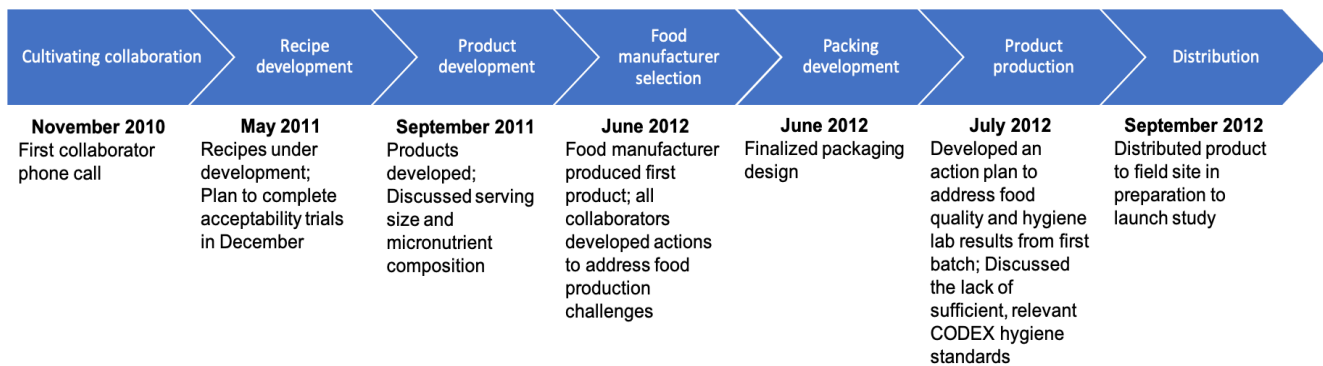 Cultivating collaboration
Recipe
development
Product
development
Food
manufacturer
selection
Packing
development
Product
production
Distribution
November 2010
First collaborator
phone call
May 2011
Recipes under
development;
Plan to complete
acceptability trials
in December
September 2011
Products
developed;
Discussed serving
size and
micronutrient
composition
June 2012
Food manufacturer
produced first
product; all
collaborators
developed actions
to address food
production
challenges
June 2012
Finalized packaging
design
July 2012
Developed an
action plan to
address food
quality and hygiene
lab results from first
batch; Discussed
the lack of
sufficient, relevant
CODEX hygiene
standards
September 2012
Distributed product
to field site in
preparation to
launch study